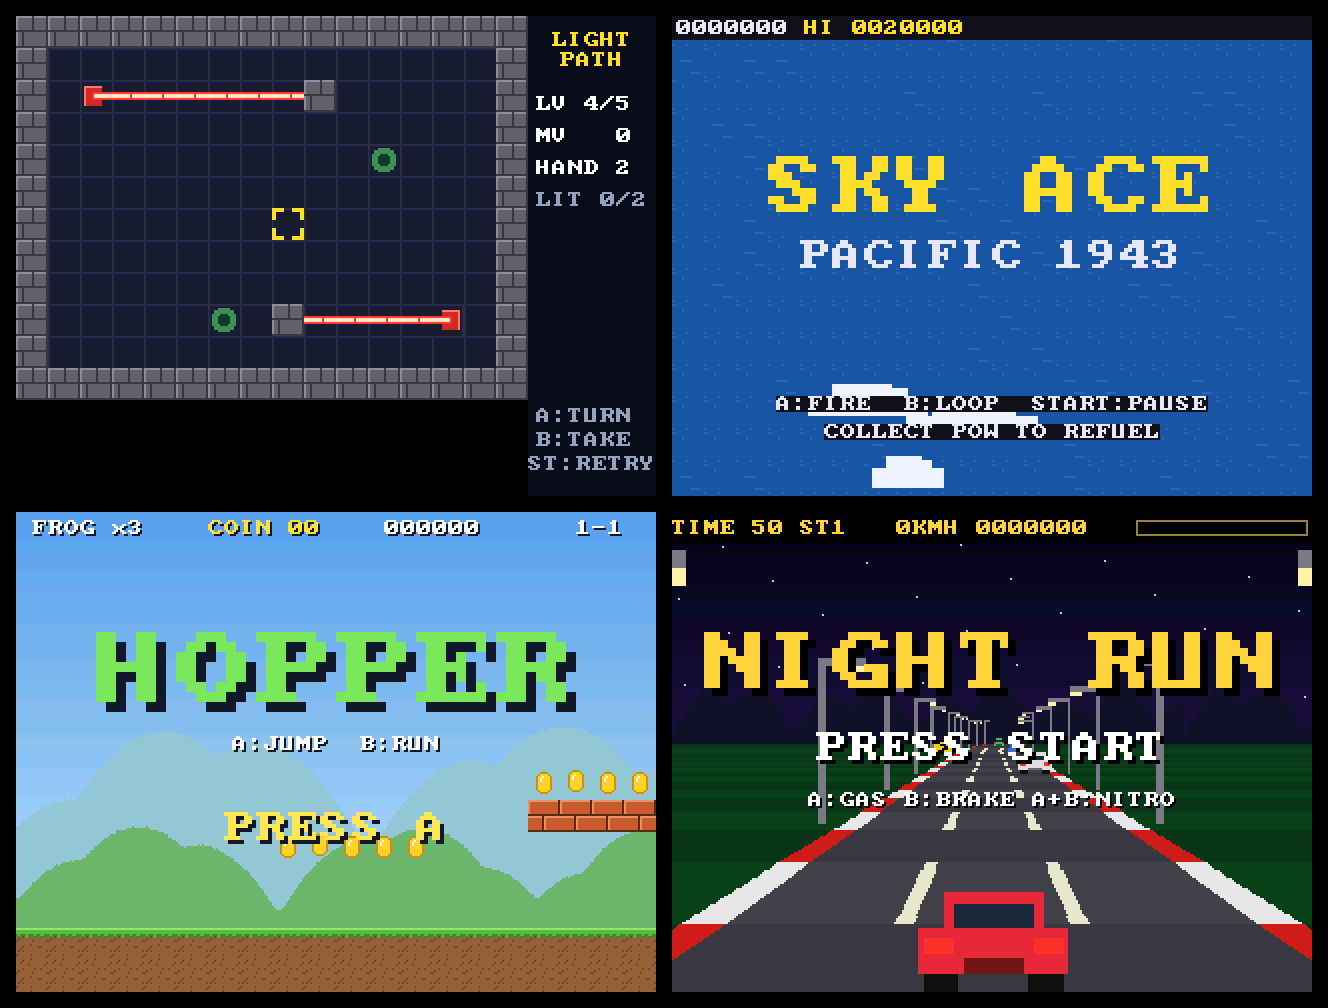 LIGHT
PATH
LV 4/5
MV 0
HAND 2
LIT 0/2
A:TURN
B:TAKE
ST:RETRY
0000000 HI 0020000
SKY ACE
PACIFIC 1943
A:FIRE B:LOOP START:PAUSE
COLLECT POW TO REFUEL
FROG x3 COIN 00 000000 1-1
HOPPER
A:JUMP B:RUN
PRESS A
TIME 50 ST1 0KMH 0000000
NIGHT RUN
PRESS START
A:GAS B:BRAKE A+B:NITRO